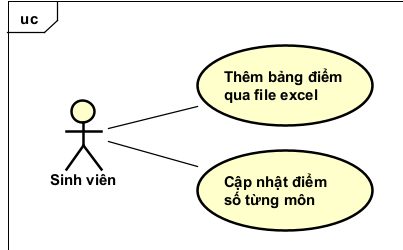 uc
Thêm bảng điểm
qua file excel
Sinh viên
Cập nhật điểm
số từng môn